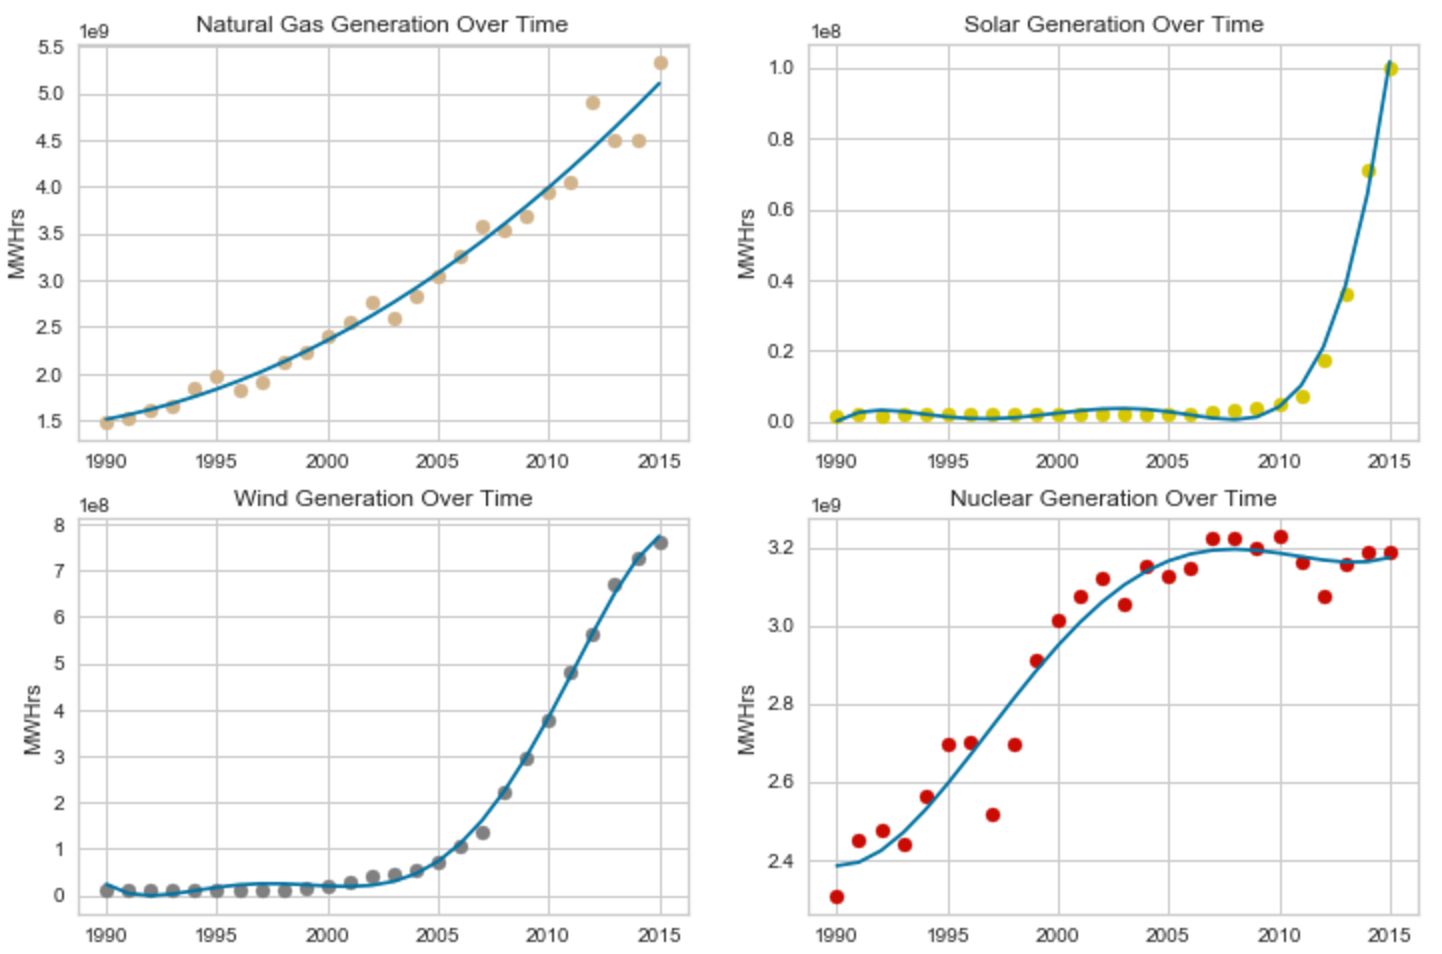 Natural Gas Generation Over Time
1e9
5.5
5.0
4.5
4.0
3.5
3.0
2.5
2.0
1.5
MWHrs
1990 1995 2000 2005 2010 2015
Solar Generation Over Time
1e8
1.0
0.8
0.6
0.4
0.2
0.0
MWHrs
1990 1995 2000 2005 2010 2015
Wind Generation Over Time
1e8
8
7
6
5
4
3
2
1
0
MWHrs
1990 1995 2000 2005 2010 2015
Nuclear Generation Over Time
1e9
3.2
3.0
2.8
2.6
2.4
MWHrs
1990 1995 2000 2005 2010 2015